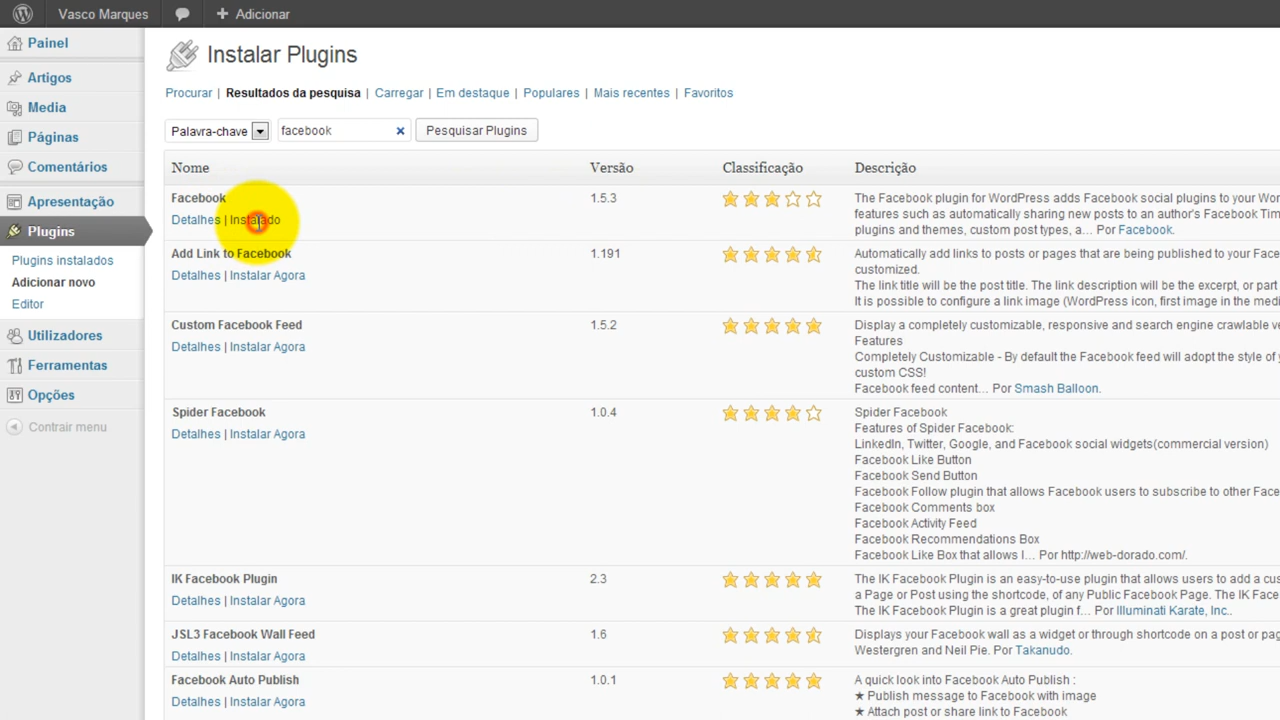 Vasco Marques
Adicionar
Painel
Artigos
Media
Páginas
Comentários
Apresentação
Plugins
Plugins instalados
Adicionar novo
Editor
Utilizadores
Ferramentas
Opções
Contrair menu
Instalar Plugins
Procurar | Resultados da pesquisa | Carregar | Em destaque | Populares | Mais recentes | Favoritos
Palavra-chave facebook Pesquisar Plugins
Nome Versão Classificação Descrição
Facebook 1.5.3
Detalhes | Instalado
The Facebook plugin for WordPress adds Facebook social plugins to your
features such as automatically sharing new posts to an author's Facebook
plugins and themes, custom post types, a... Por Facebook.
Add Link to Facebook 1.191
Detalhes | Instalar Agora
Automatically add links to posts or pages that are being published to your
customized.
The link title will be the post title. The link description will be the excerpt, or part
It is possible to configure a link image (WordPress icon, first image in the
Custom Facebook Feed 1.5.2
Detalhes | Instalar Agora
Display a completely customizable, responsive and search engine crawlable
Features
Completely Customizable - By default the Facebook feed will adopt the style of
custom CSS!
Facebook feed content... Por Smash Balloon.
Spider Facebook 1.0.4
Detalhes | Instalar Agora
Spider Facebook
Features of Spider Facebook:
LinkedIn, Twitter, Google, and Facebook social widgets(commercial version)
Facebook Like Button
Facebook Send Button
Facebook Follow plugin that allows Facebook users to subscribe to other
Facebook Comments box
Facebook Activity Feed
Facebook Recommendations Box
Facebook Like Box that allows I... Por http://web-dorado.com/.
IK Facebook Plugin 2.3
Detalhes | Instalar Agora
The IK Facebook Plugin is an easy-to-use plugin that allows users to add a
a Page or Post using the shortcode, of any Public Facebook Page. The IK
The IK Facebook Plugin is a great plugin f... Por Illuminati Karate, Inc..
JSL3 Facebook Wall Feed 1.6
Detalhes | Instalar Agora
Displays your Facebook wall as a widget or through shortcode on a post or
Westergren and Neil Pie. Por Takanudo.
Facebook Auto Publish 1.0.1
Detalhes | Instalar Agora
A quick look into Facebook Auto Publish :
★ Publish message to Facebook with image
★ Attach post or share link to Facebook